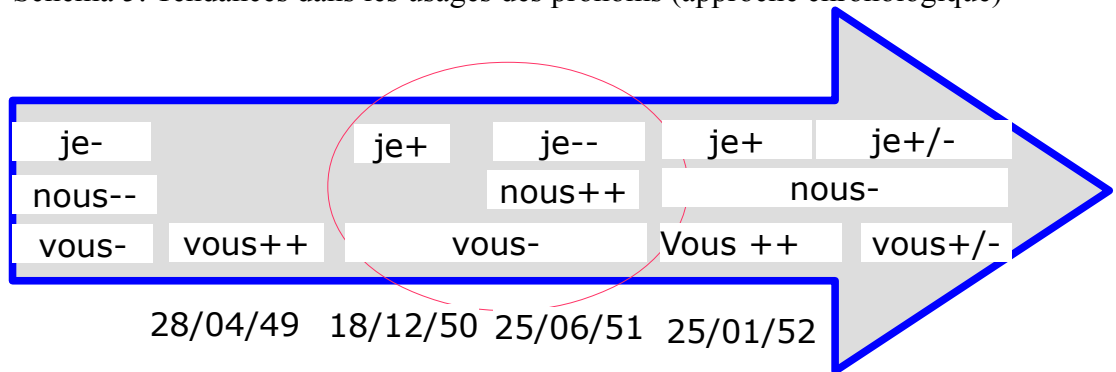 Schéma 5: Tendances dans les usages des pronoms (approche chronologique)
je- je+ je-- je+ je+/-
nous-- nous++ nous-
vous- vous++ vous- Vous ++ vous+/-
28/04/49 18/12/50 25/06/51 25/01/52